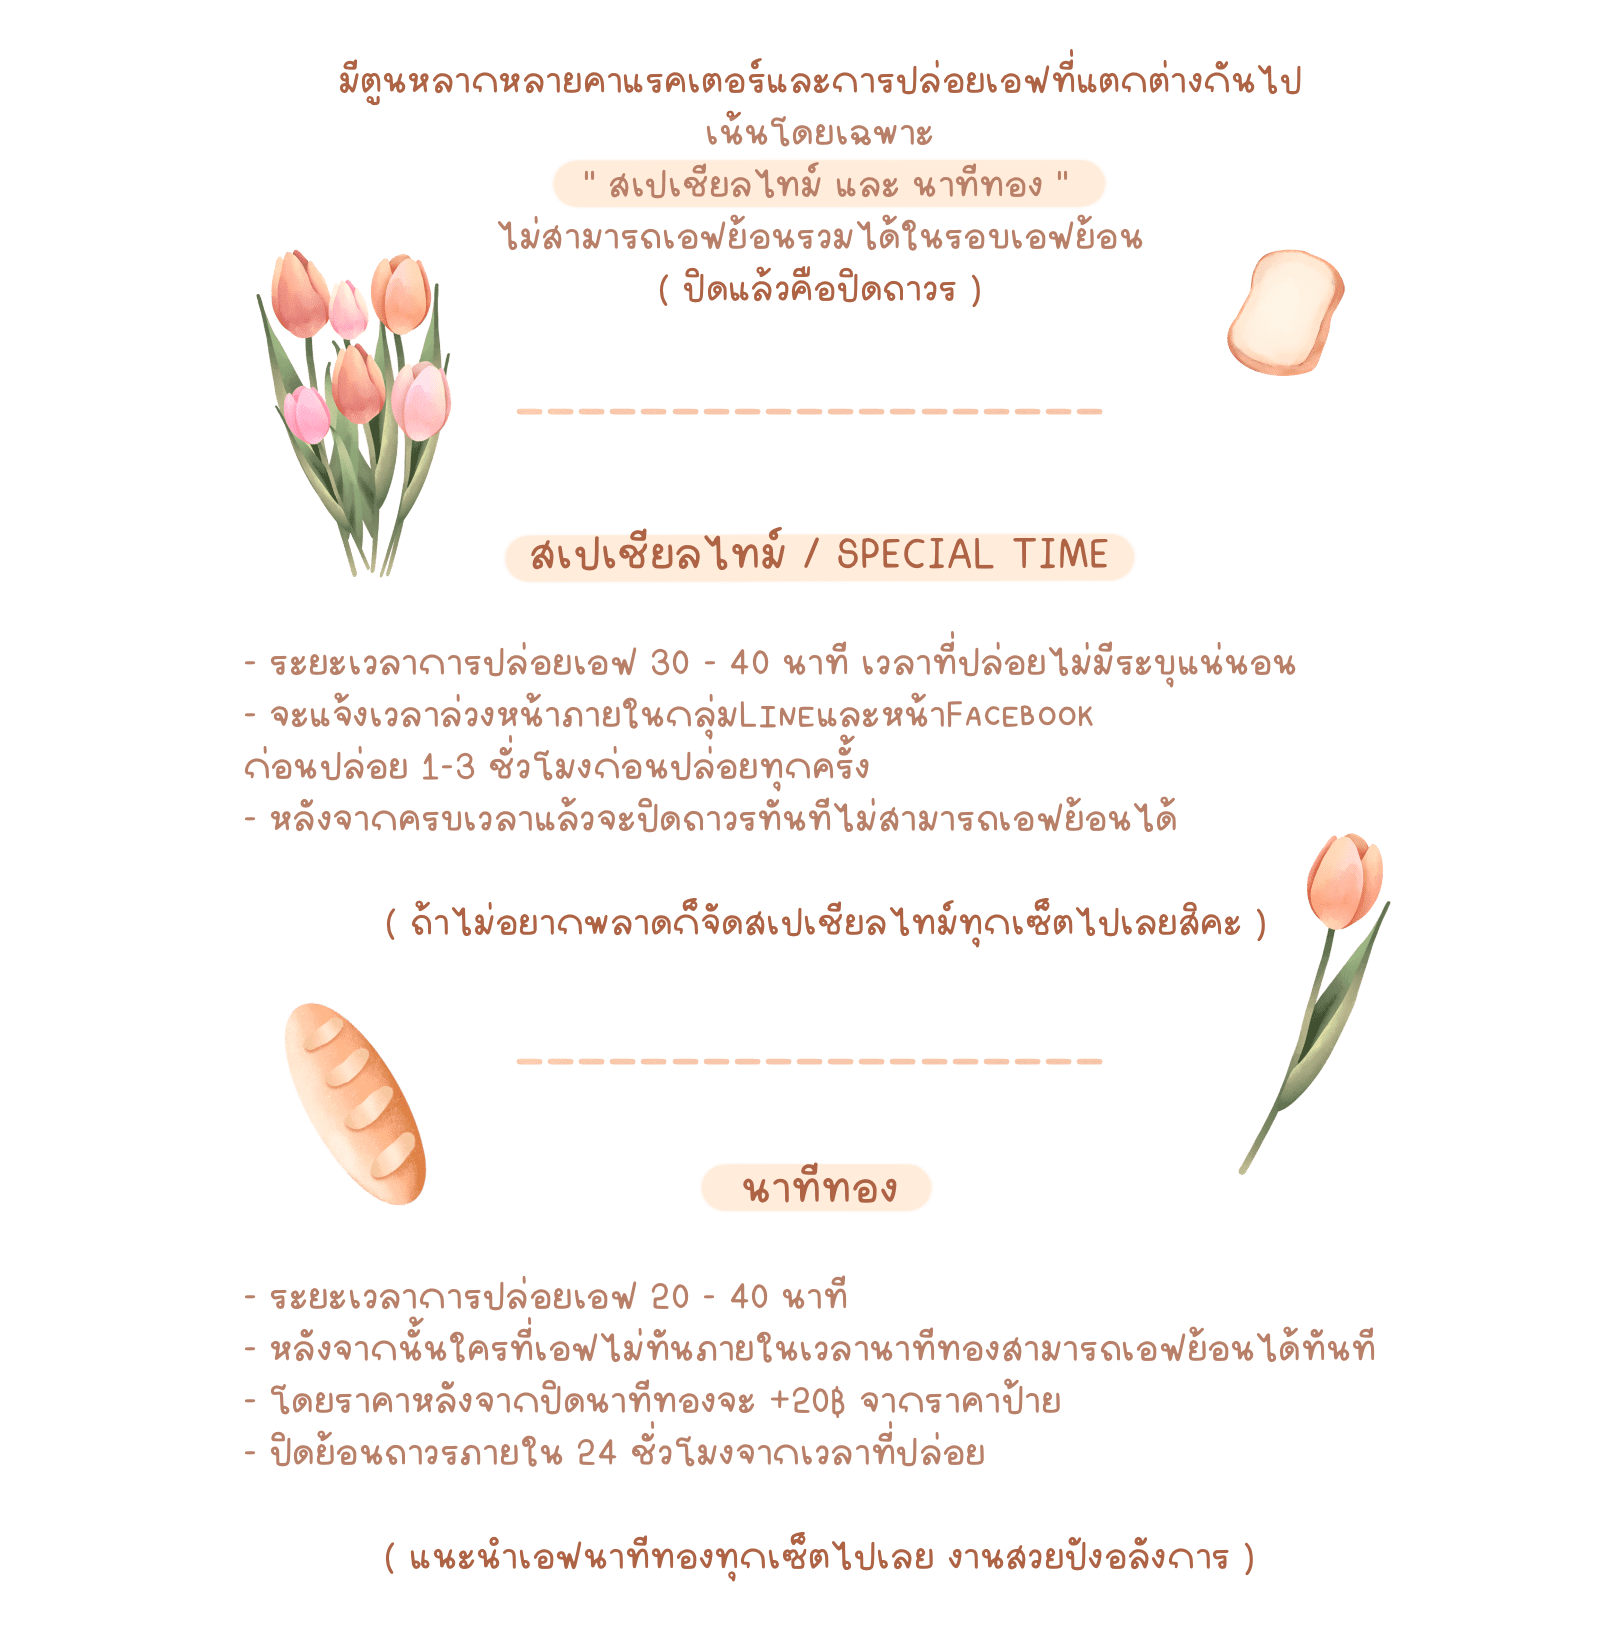 มีตูนหลากหลายคาแรคเตอร์และการปล่อยเอฟที่แตกต่างกันไป
เน้นโดยเฉพาะ
" สเปเชียลไทม์ และ นาทีทอง "
ไม่สามารถเอฟย้อนรวมได้ในรอบเอฟย้อน
( ปิดแล้วคือปิดถาวร )
สเปเชียลไทม์ / SPECIAL TIME
- ระยะเวลาการปล่อยเอฟ 30 - 40 นาที เวลาที่ปล่อยไม่มีระบุแน่นอน
- จะแจ้งเวลาล่วงหน้าภายในกลุ่มLINEและหน้าFACEBOOK
ก่อนปล่อย 1-3 ชั่วโมงก่อนปล่อยทุกครั้ง
- หลังจากครบเวลาแล้วจะปิดถาวรทันทีไม่สามารถเอฟย้อนได้
( ถ้าไม่อยากพลาดก็จัดสเปเชียลไทม์ทุกเซ็ตไปเลยสิคะ )
นาทีทอง
- ระยะเวลาการปล่อยเอฟ 20 - 40 นาที
- หลังจากนั้นใครที่เอฟไม่ทันภายในเวลานาทีทองสามารถเอฟย้อนได้ทันที
- โดยราคาหลังจากปิดนาทีทองจะ +20฿ จากราคาป้าย
- ปิดย้อนถาวรภายใน 24 ชั่วโมงจากเวลาที่ปล่อย
( แนะนำเอฟนาทีทองทุกเซ็ตไปเลย งานสวยปังอลังการ )